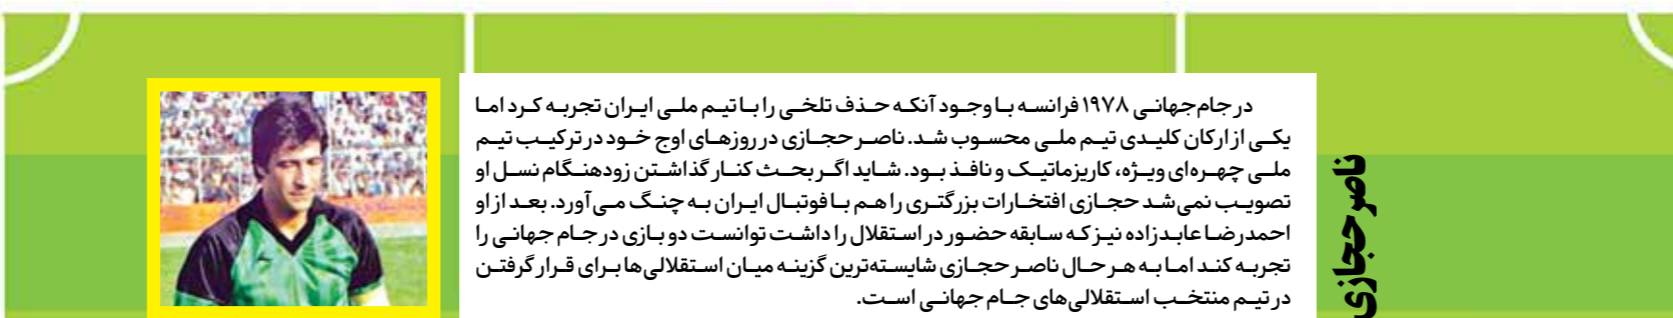 ناصر حجازی
در جام‌جهانی ۱۹۷۸ فرانسه با وجود آنکه حذف تلخی را با تیم ملی ایران تجربه کرد اما
یکی از ارکان کلیدی تیم ملی محسوب شد. ناصر حجازی در روزهای اوج خود در ترکیب تیم
ملی چهره‌ای ویژه، کاریزماتیک و نافذ بود. شاید اگر بحث کنار گذاشتن زودهنگام نسل او
تصویب نمی‌شد حجازی افتخارات بزرگتری را هم با فوتبال ایران به چنگ می‌آورد. بعد از او
احمدرضا عابدزاده نیز که سابقه حضور در استقلال را داشت توانست دو بازی در جام جهانی را
تجربه کند اما به هر حال ناصر حجازی شایسته‌ترین گزینه میان استقلالی‌ها برای قرار گرفتن
در تیم منتخب استقلالی‌های جام جهانی است.